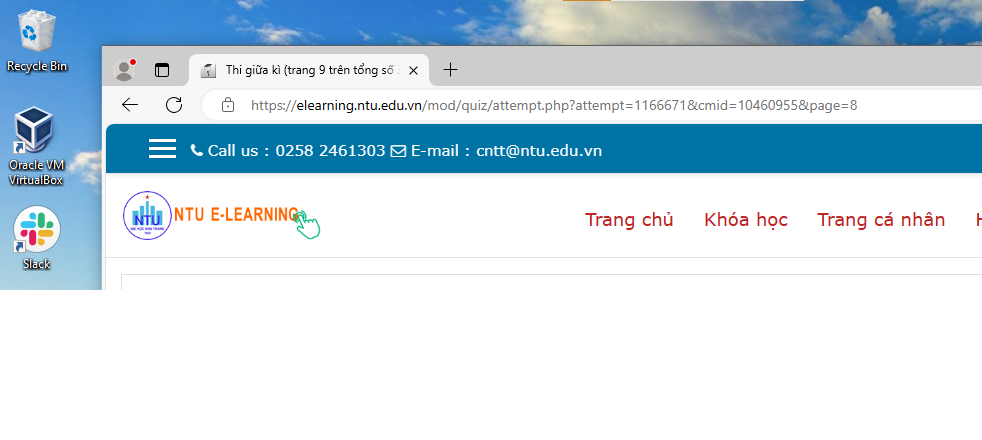 Recycle Bin
Thi giữa kì (trang 9 trên tổng số
https://elearning.ntu.edu.vn/mod/quiz/attempt.php?attempt=1166671&cmid=10460955&page=8
Oracle VM
VirtualBox
Call us : 0258 2461303 E-mail : cntt@ntu.edu.vn
NTU
NTU E-LEARNING
Trang chủ Khóa học Trang cá nhân
Slack